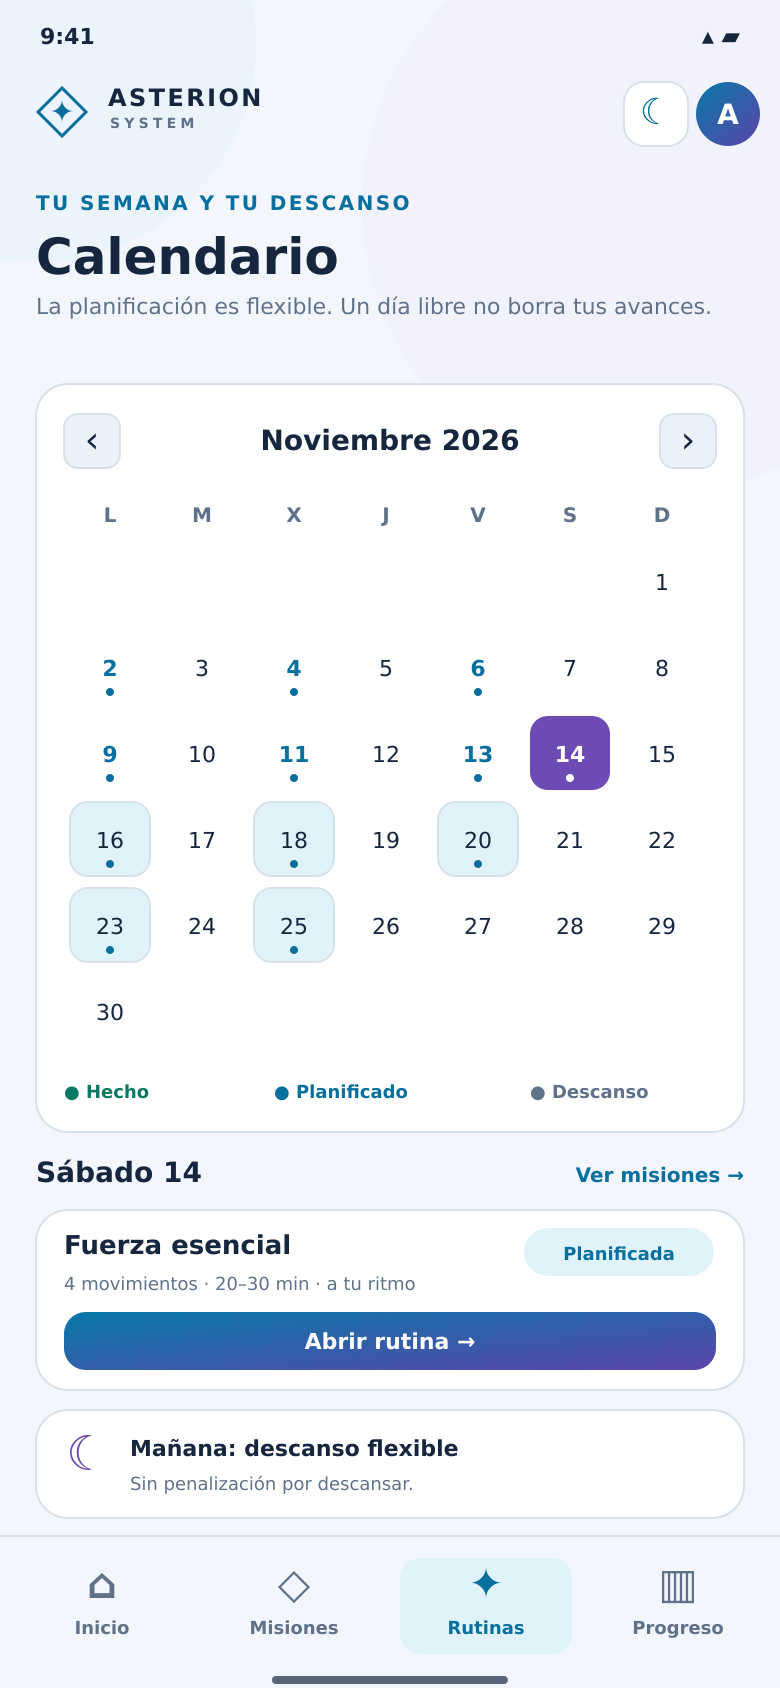 9:41
ASTERION
SYSTEM
A
TU SEMANA Y TU DESCANSO
Calendario
La planificación es flexible. Un día libre no borra tus avances.
‹ Noviembre 2026 ›
L M X J V S D
1
2 3 4 5 6 7 8
9 10 11 12 13 14 15
16 17 18 19 20 21 22
23 24 25 26 27 28 29
30
Hecho Planificado Descanso
Sábado 14 Ver misiones →
Fuerza esencial Planificada
4 movimientos · 20–30 min · a tu ritmo
Abrir rutina →
Mañana: descanso flexible
Sin penalización por descansar.
Inicio Misiones Rutinas Progreso